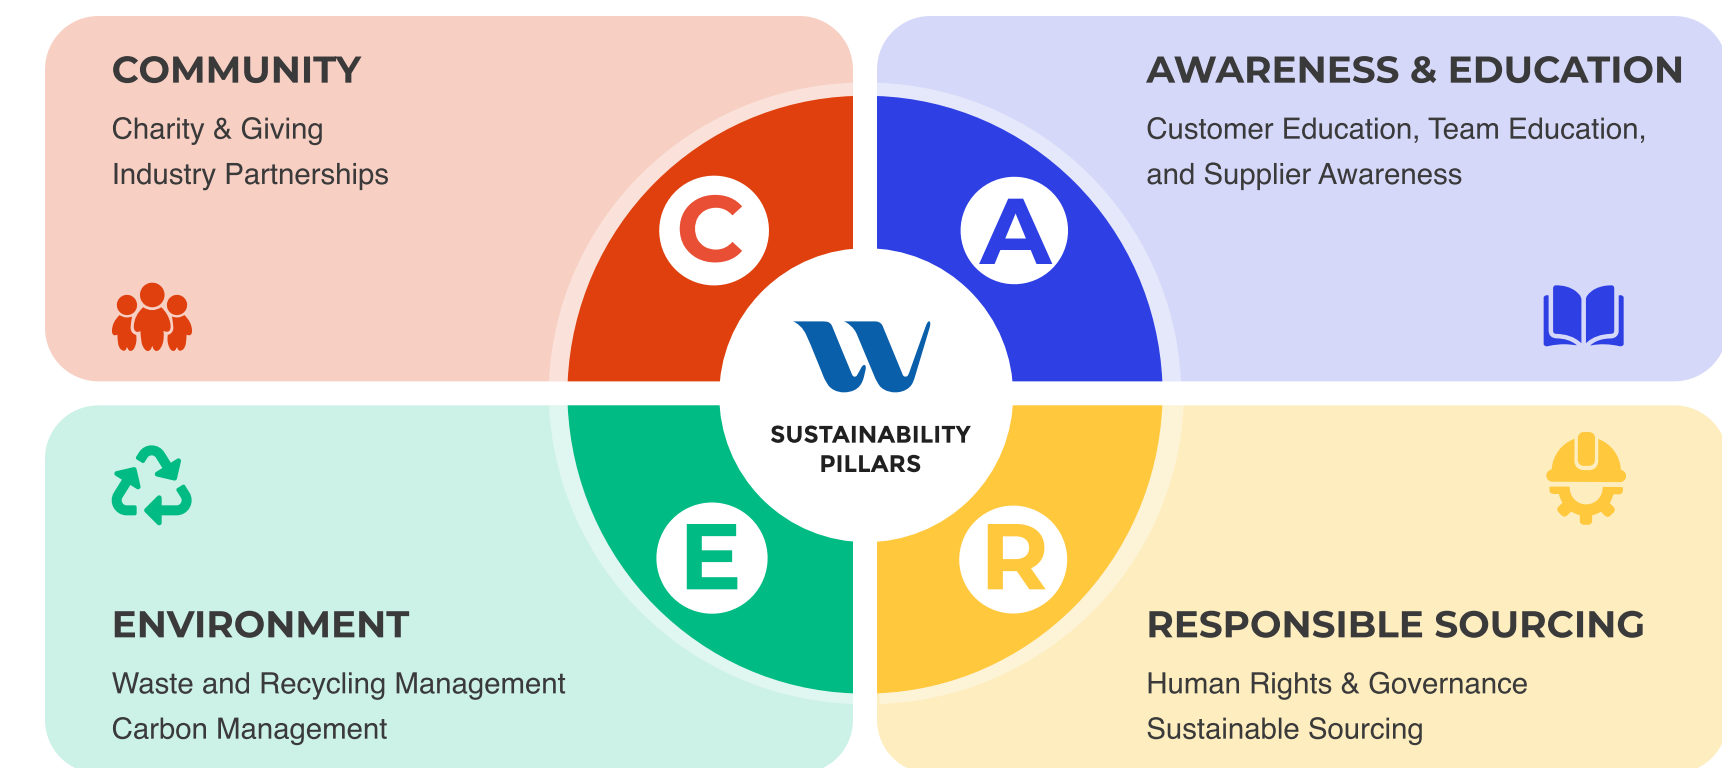 COMMUNITY
Charity & Giving
Industry Partnerships
AWARENESS & EDUCATION
Customer Education, Team Education,
and Supplier Awareness
C
A
W
SUSTAINABILITY
PILLARS
E
R
ENVIRONMENT
Waste and Recycling Management
Carbon Management
RESPONSIBLE SOURCING
Human Rights & Governance
Sustainable Sourcing